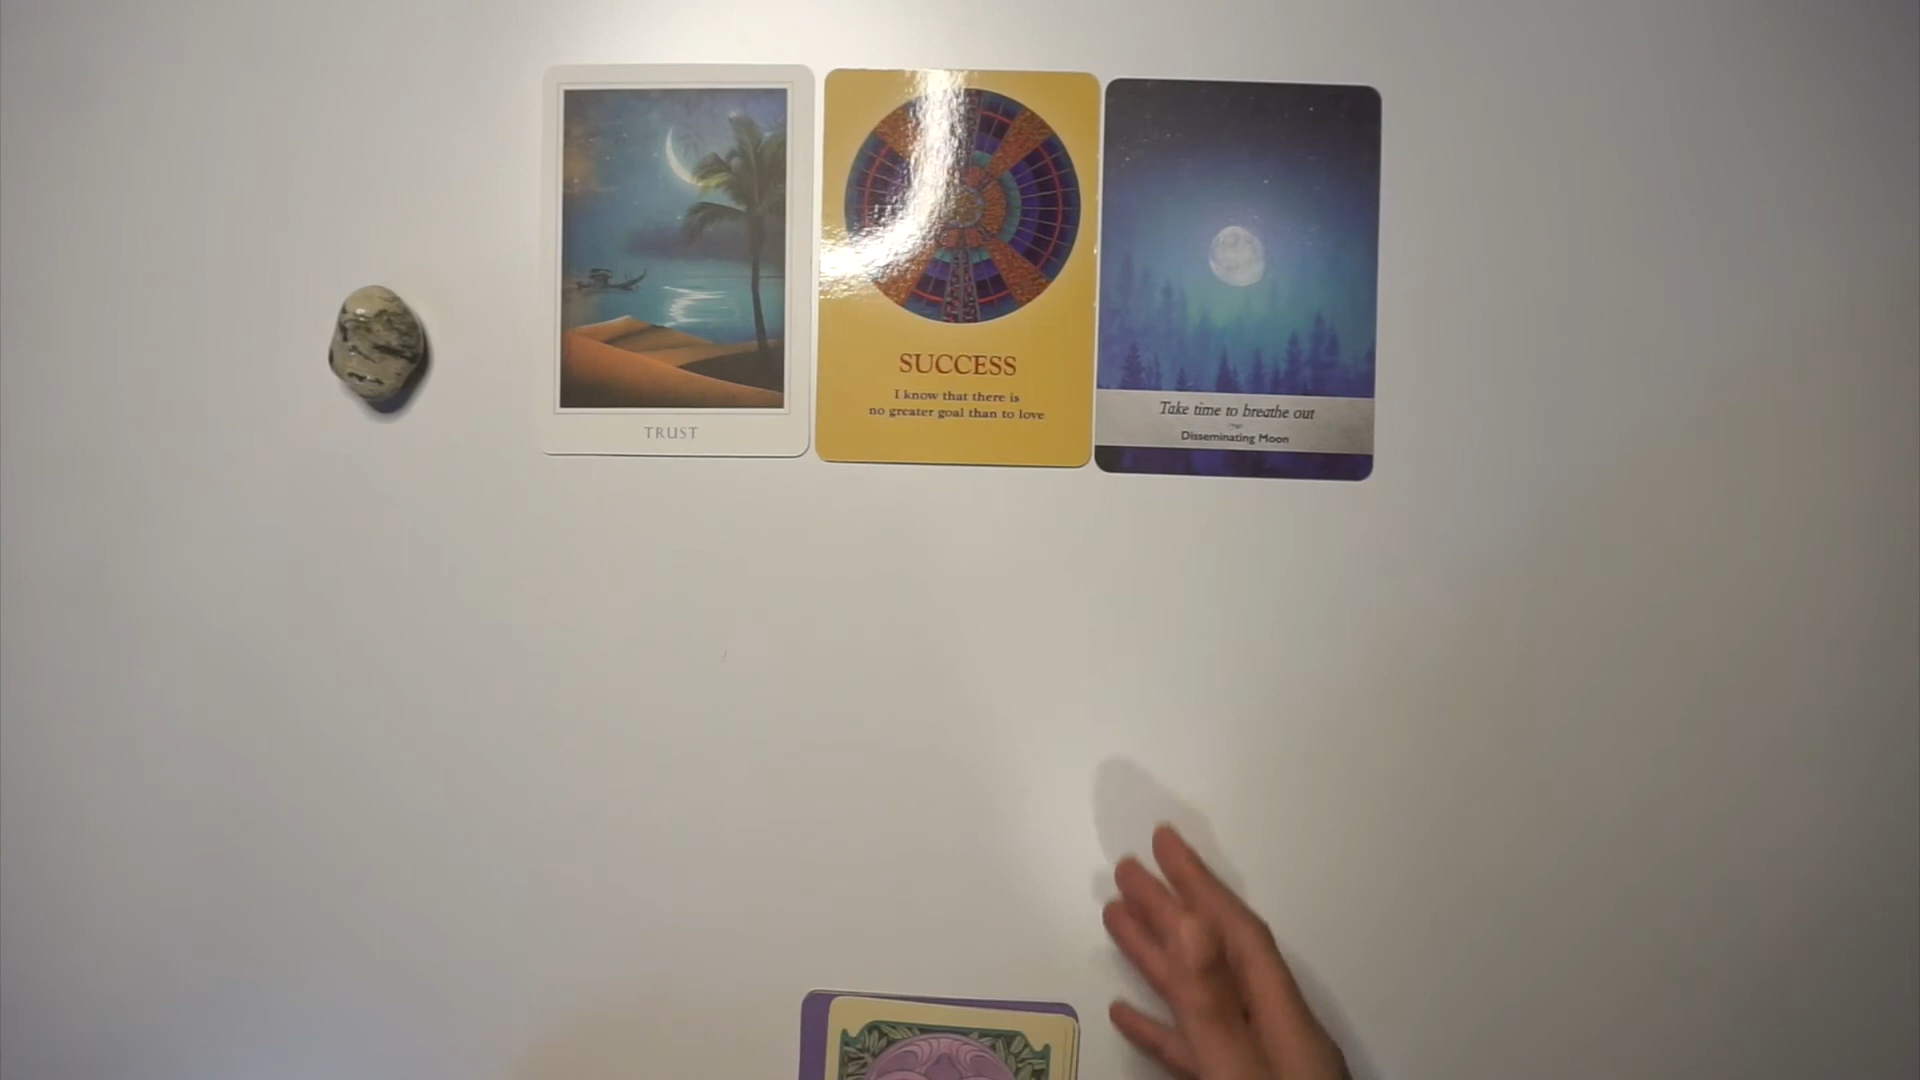 TRUST
SUCCESS
I know that there is
no greater goal than to love
Take time to breathe out
Disseminating Moon